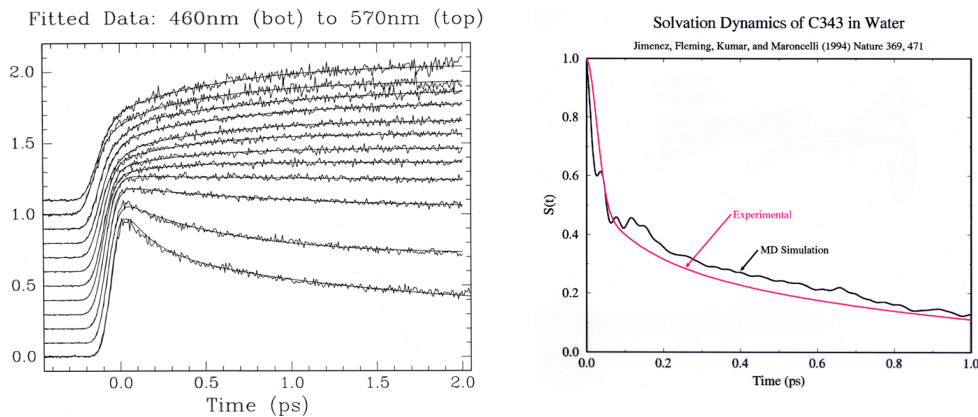 Fitted Data: 460nm (bot) to 570nm (top)
2.0
1.5
1.0
0.5
0.0
0.0 0.5 1.0 1.5 2.0
Time (ps)
Solvation Dynamics of C343 in Water
Jimenez, Fleming, Kumar, and Maroncelli (1994) Nature 369, 471
1.0
0.8
0.6
S(t)
0.4
0.2
0.0
Experimental
MD Simulation
0.0 0.2 0.4 0.6 0.8 1.0
Time (ps)